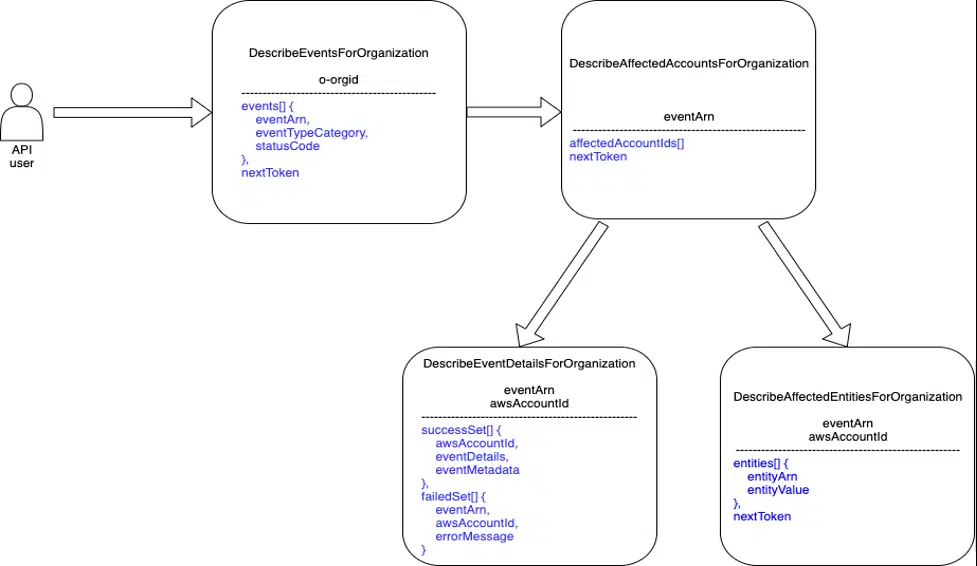 API
user
DescribeEventsForOrganization
o-orgid
events[] {
eventArn,
eventTypeCategory,
statusCode
},
nextToken
DescribeAffectedAccountsForOrganization
eventArn
affectedAccountIds[]
nextToken
DescribeEventDetailsForOrganization
eventArn
awsAccountId
successSet[] {
awsAccountId,
eventDetails,
eventMetadata
},
failedSet[] {
eventArn,
awsAccountId,
errorMessage
}
DescribeAffectedEntitiesForOrganization
eventArn
awsAccountId
entities[] {
entityArn
entityValue
},
nextToken